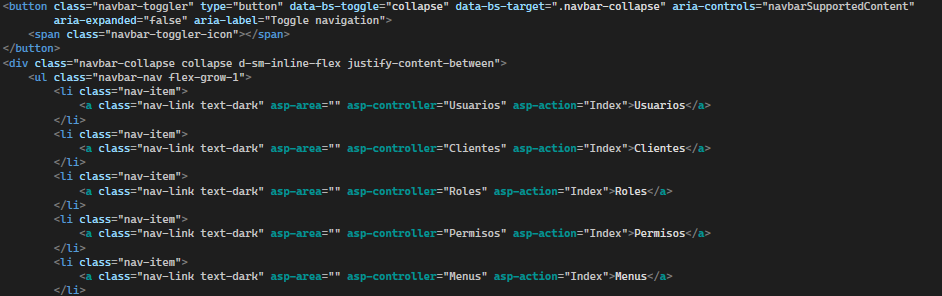 <button class="navbar-toggler" type="button" data-bs-toggle="collapse" data-bs-target=".navbar-collapse" aria-controls="navbarSupportedContent"
        aria-expanded="false" aria-label="Toggle navigation">
    <span class="navbar-toggler-icon"></span>
</button>
<div class="navbar-collapse collapse d-sm-inline-flex justify-content-between">
    <ul class="navbar-nav flex-grow-1">
        <li class="nav-item">
            <a class="nav-link text-dark" asp-area="" asp-controller="Usuarios" asp-action="Index">Usuarios</a>
        </li>
        <li class="nav-item">
            <a class="nav-link text-dark" asp-area="" asp-controller="Clientes" asp-action="Index">Clientes</a>
        </li>
        <li class="nav-item">
            <a class="nav-link text-dark" asp-area="" asp-controller="Roles" asp-action="Index">Roles</a>
        </li>
        <li class="nav-item">
            <a class="nav-link text-dark" asp-area="" asp-controller="Permisos" asp-action="Index">Permisos</a>
        </li>
        <li class="nav-item">
            <a class="nav-link text-dark" asp-area="" asp-controller="Menus" asp-action="Index">Menus</a>
        </li>